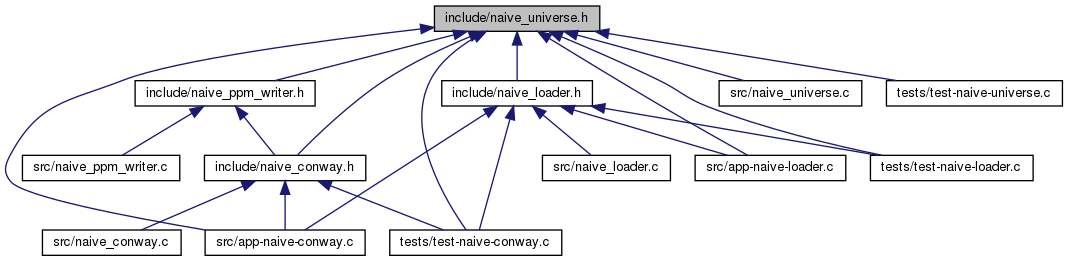 include/naive_universe.h
include/naive_ppm_writer.h
include/naive_loader.h
src/naive_universe.c
tests/test-naive-universe.c
src/naive_ppm_writer.c
include/naive_conway.h
src/naive_loader.c
src/app-naive-loader.c
tests/test-naive-loader.c
src/naive_conway.c
src/app-naive-conway.c
tests/test-naive-conway.c